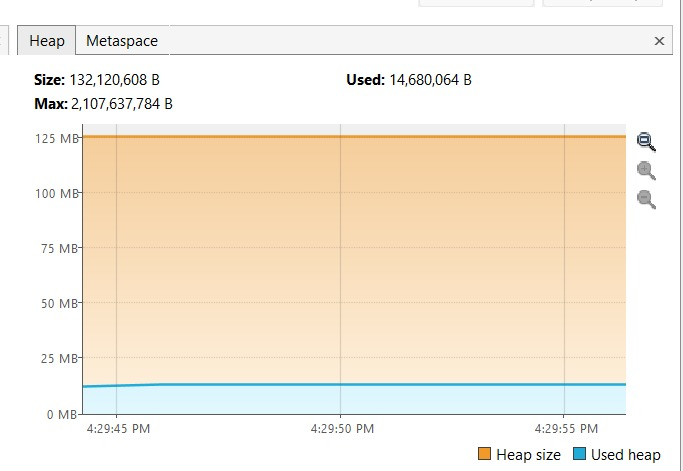 Heap Metaspace
Size: 132,120,608 B Used: 14,680,064 B
Max: 2,107,637,784 B
125 MB
100 MB
75 MB
50 MB
25 MB
0 MB
4:29:45 PM 4:29:50 PM 4:29:55 PM
Heap size Used heap